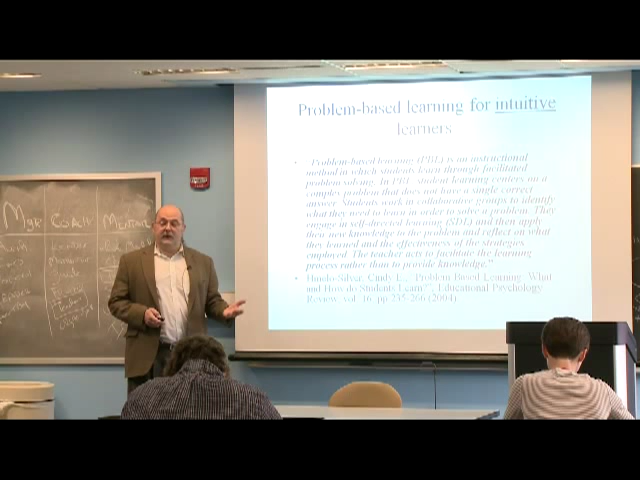 Problem-based learning for intuitive
learners
• "Problem-based learning (PBL) is an instructional
method in which students learn through facilitated
problem solving. In PBL, student learning centers on a
complex problem that does not have a single correct
answer. Students work in collaborative groups to identify
what they need to learn in order to solve a problem. They
engage in self-directed learning (SDL) and then apply
their new knowledge to the problem and reflect on what
they learned and the effectiveness of the strategies
employed. The teacher acts to facilitate the learning
process rather than to provide knowledge."
• Hmelo-Silver, Cindy E., "Problem Based Learning: What
and How do Students Learn?", Educational Psychology
Review, vol. 16, pp 235-266 (2004)
Mgr Coach Mentor